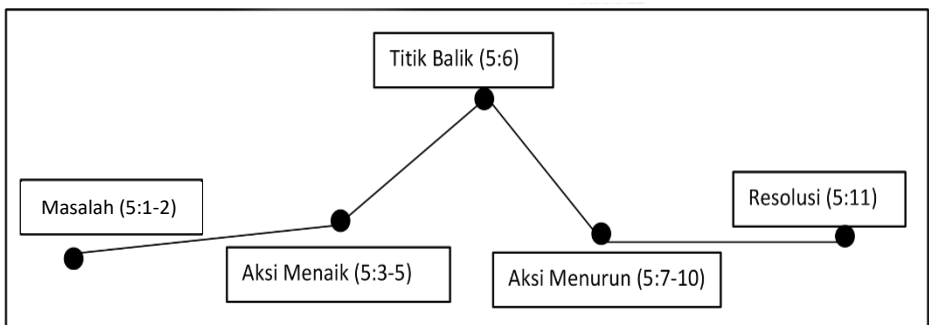 Titik Balik (5:6)
Masalah (5:1-2)
Resolusi (5:11)
Aksi Menaik (5:3-5)
Aksi Menurun (5:7-10)